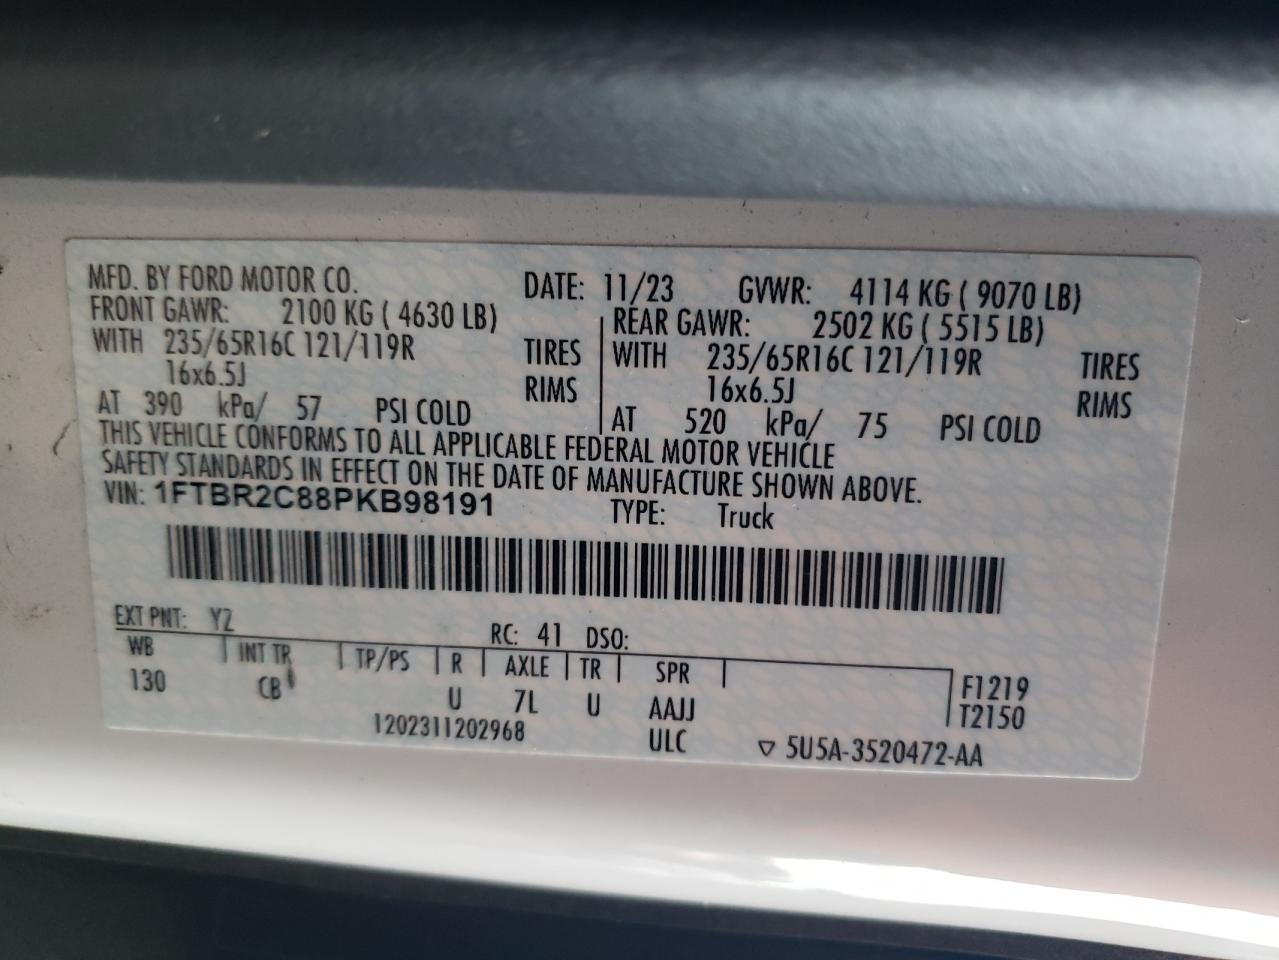 MFD. BY FORD MOTOR CO. DATE: 11/23 GVWR: 4114 KG ( 9070 LB)
FRONT GAWR: 2100 KG ( 4630 LB) REAR GAWR: 2502 KG ( 5515 LB)
WITH 235/65R16C 121/119R TIRES WITH 235/65R16C 121/119R TIRES
16x6.5J RIMS 16x6.5J RIMS
AT 390 kPa/ 57 PSI COLD AT 520 kPa/ 75 PSI COLD
THIS VEHICLE CONFORMS TO ALL APPLICABLE FEDERAL MOTOR VEHICLE
SAFETY STANDARDS IN EFFECT ON THE DATE OF MANUFACTURE SHOWN ABOVE.
VIN: 1FTBR2C88PKB98191 TYPE: Truck
EXT PNT: YZ RC: 41 DSO:
WB INT TR TP/PS R AXLE TR SPR
130 CB U 7L U AAJJ F1219
T2150
1202311202968 ULC 5U5A-3520472-AA